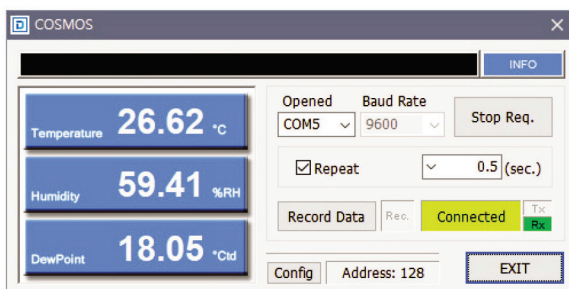 COSMOS
INFO
Temperature 26.62 °C
Humidity 59.41 %RH
DewPoint 18.05 °Ctd
Opened Baud Rate
COM5 9600 Stop Req.
Repeat 0.5 (sec.)
Record Data Rec. Connected Tx
Rx
Config Address: 128 EXIT